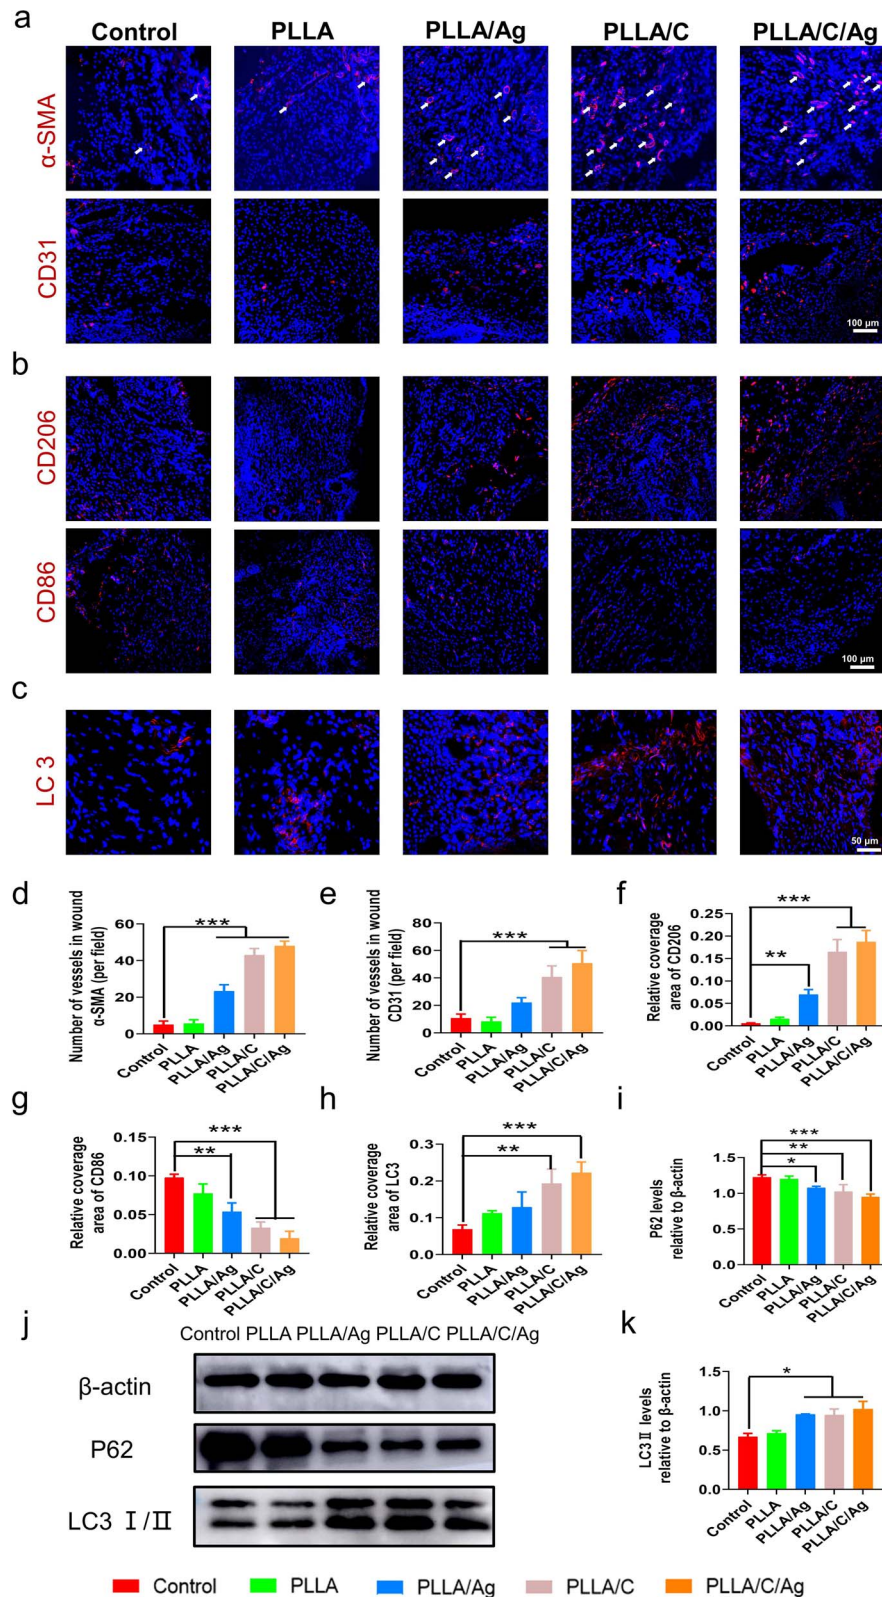 a
Control PLLA PLLA/Ag PLLA/C PLLA/C/Ag
α-SMA
CD31
100 μm
b
CD206
CD86
100 μm
c
LC 3
50 μm
d
Number of vessels in wound
α-SMA (per field)
60
40
20
0
***
Control
PLLA
PLLA/Ag
PLLA/C
PLLA/C/Ag
e
Number of vessels in wound
CD31 (per field)
80
60
40
20
0
***
Control
PLLA
PLLA/Ag
PLLA/C
PLLA/C/Ag
f
Relative coverage
area of CD206
0.25
0.20
0.15
0.10
0.05
0.00
***
**
Control
PLLA
PLLA/Ag
PLLA/C
PLLA/C/Ag
g
Relative coverage
area of CD86
0.15
0.10
0.05
0.00
***
**
Control
PLLA
PLLA/Ag
PLLA/C
PLLA/C/Ag
h
Relative coverage
area of LC3
0.3
0.2
0.1
0.0
***
**
Control
PLLA
PLLA/Ag
PLLA/C
PLLA/C/Ag
i
P62 levels
relative to β-actin
1.5
1.0
0.5
0.0
***
**
*
Control
PLLA
PLLA/Ag
PLLA/C
PLLA/C/Ag
j
Control PLLA PLLA/Ag PLLA/C PLLA/C/Ag
β-actin
P62
LC3 Ⅰ/Ⅱ
k
LC3Ⅱ levels
relative to β-actin
1.5
1.0
0.5
0.0
*
Control
PLLA
PLLA/Ag
PLLA/C
PLLA/C/Ag
Control PLLA PLLA/Ag PLLA/C PLLA/C/Ag